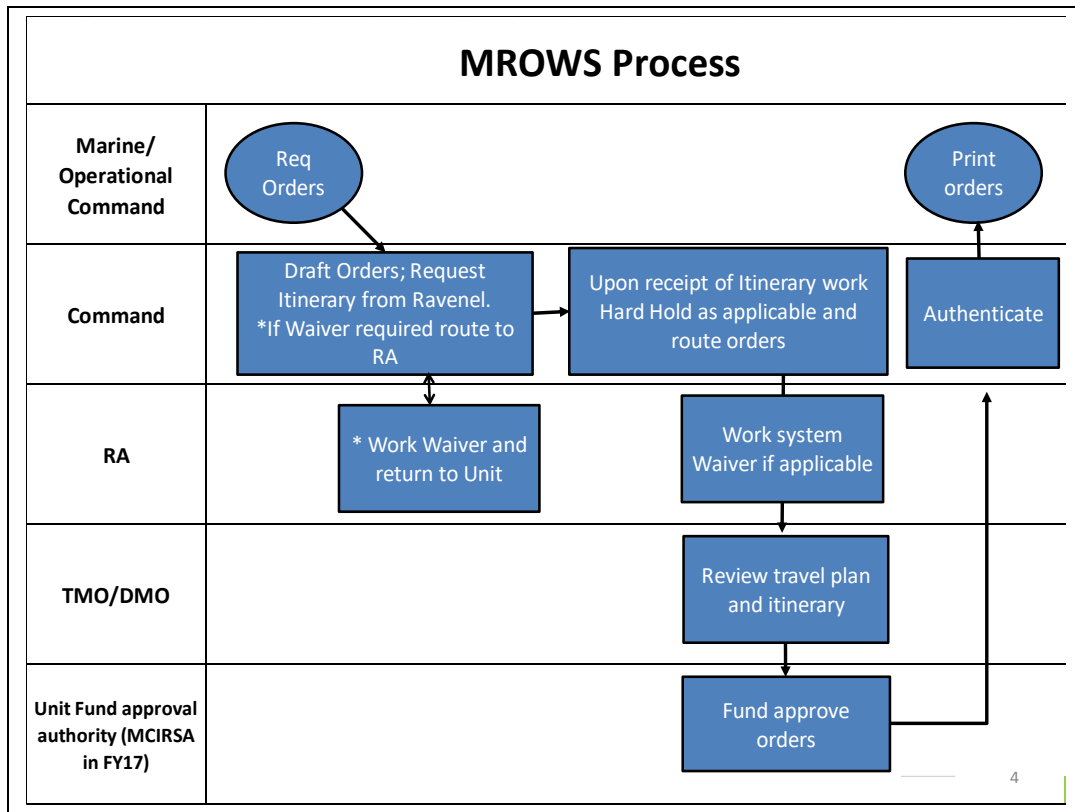 MROWS Process
Marine/
Operational
Command
Req
Orders
Print
orders
Command
Draft Orders; Request
Itinerary from Ravenel.
*If Waiver required route to
RA
Upon receipt of Itinerary work
Hard Hold as applicable and
route orders
Authenticate
RA
* Work Waiver and
return to Unit
Work system
Waiver if applicable
TMO/DMO
Review travel plan
and itinerary
Unit Fund approval
authority (MCIRSA
in FY17)
Fund approve
orders
4